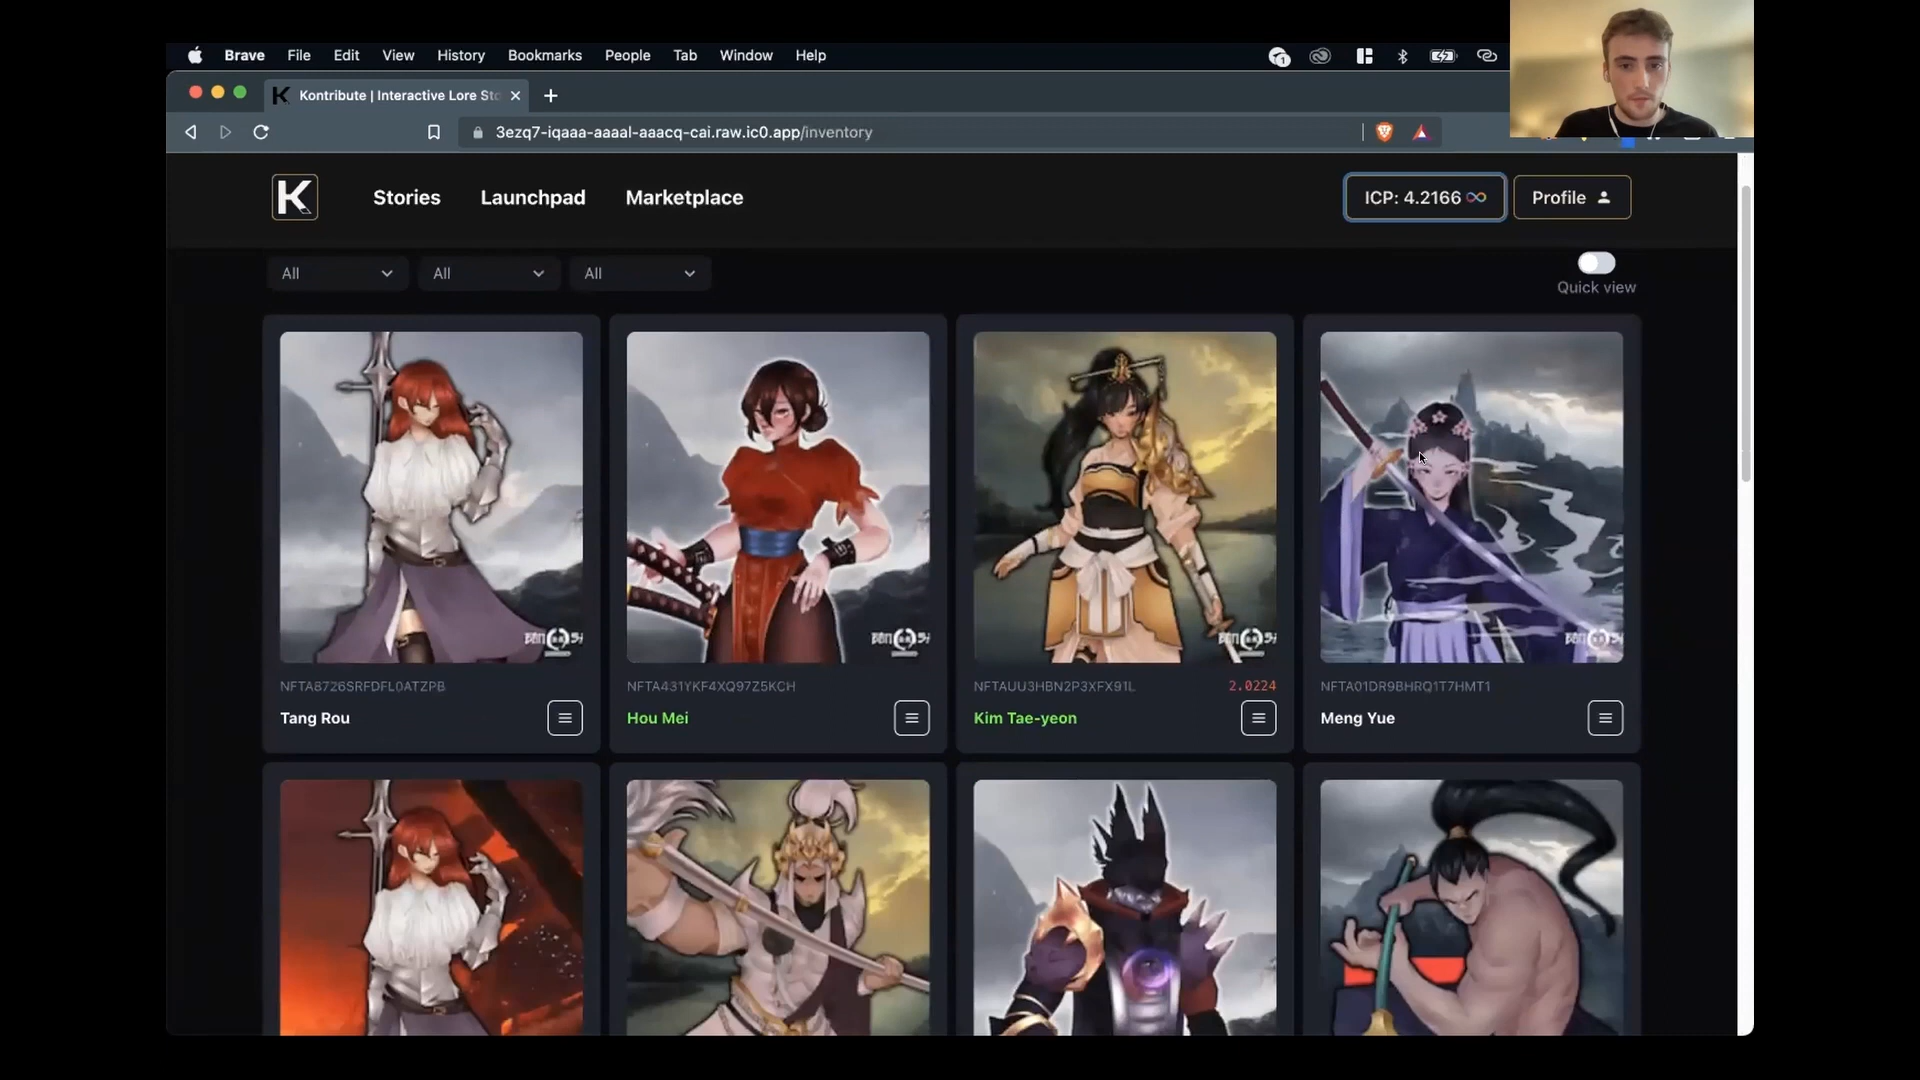 Brave File Edit View History Bookmarks People Tab Window Help
1
Kontribute | Interactive Lore Sto
3ezq7-iqaaa-aaaal-aaacq-cai.raw.ic0.app/inventory
K Stories Launchpad Marketplace ICP: 4.2166 Profile
All All All
Quick view
NFTA8726SRFDFL0ATZPB NFTA431YKF4XQ97Z5KCH NFTAUU3HBN2P3XFX91L 2.0224 NFTA01DR9BHRQ1T7HMT1
Tang Rou Hou Mei Kim Tae-yeon Meng Yue